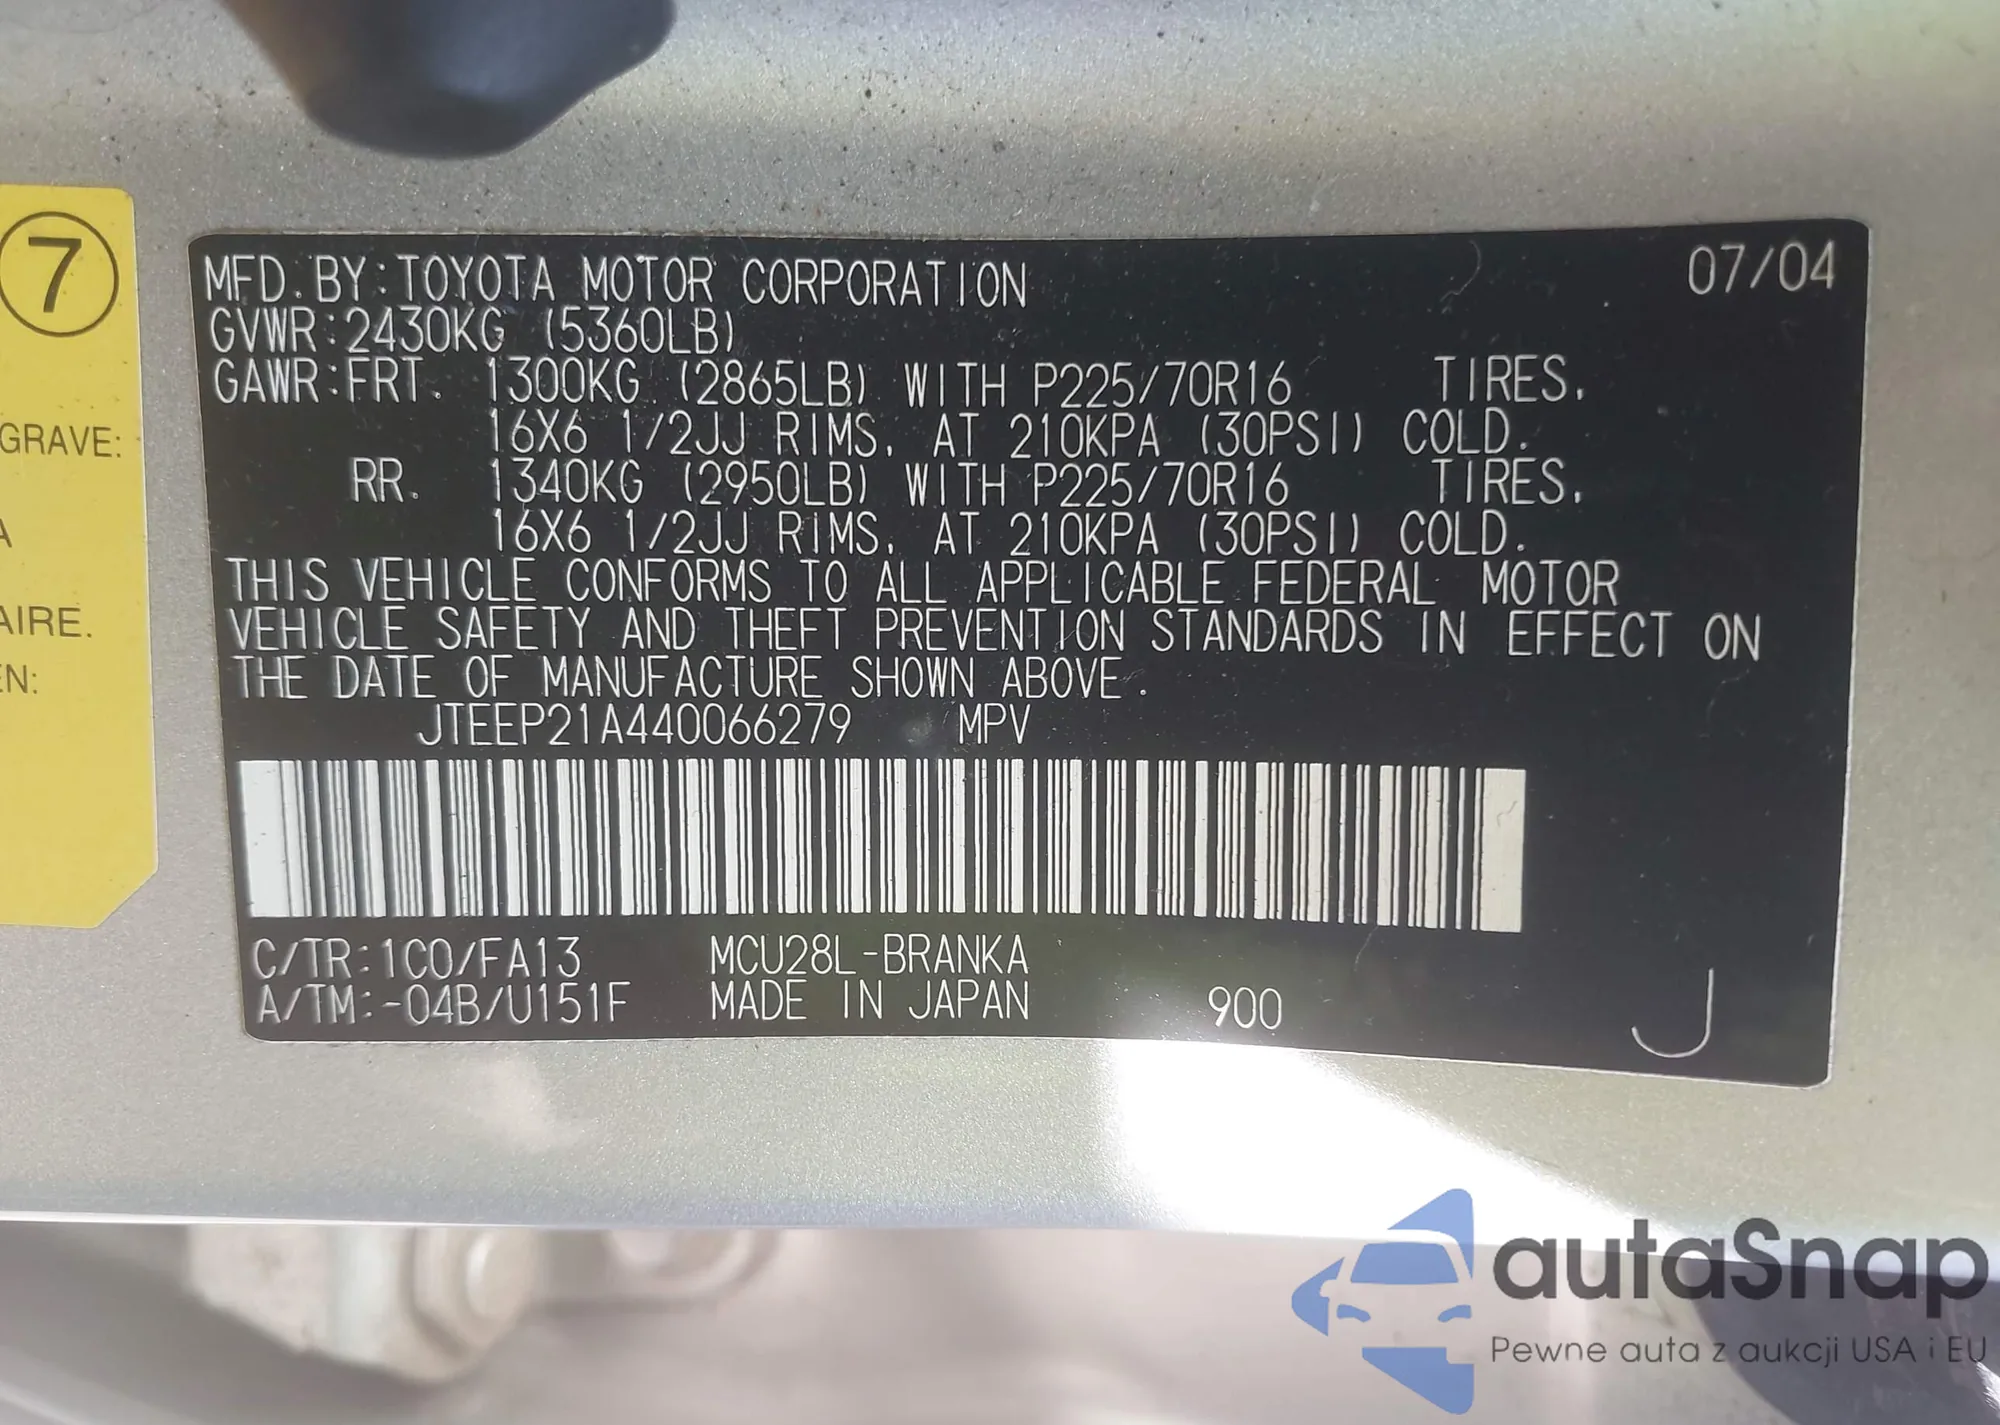 7
GRAVE:
A
AIRE.
EN:
MFD. BY:TOYOTA MOTOR CORPORATION 07/04
GVWR:2430KG (5360LB)
GAWR:FRT. 1300KG (2865LB) WITH P225/70R16 TIRES,
16X6 1/2JJ RIMS, AT 210KPA (30PSI) COLD.
RR. 1340KG (2950LB) WITH P225/70R16 TIRES,
16X6 1/2JJ RIMS, AT 210KPA (30PSI) COLD.
THIS VEHICLE CONFORMS TO ALL APPLICABLE FEDERAL MOTOR
VEHICLE SAFETY AND THEFT PREVENTION STANDARDS IN EFFECT ON
THE DATE OF MANUFACTURE SHOWN ABOVE.
JTEEP21A440066279 MPV
C/TR:1C0/FA13 MCU28L-BRANKA
A/TM:-04B/U151F MADE IN JAPAN 900 J
autaSnap
Pewne auta z aukcji USA i EU